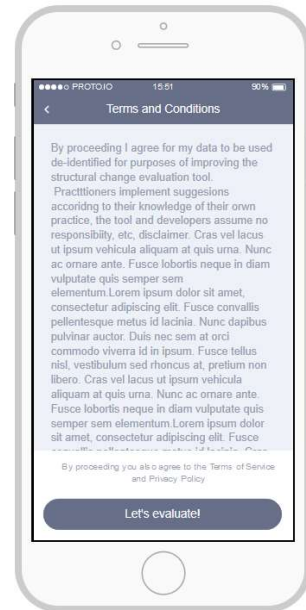 PROTO.IO 15:51 90%
Terms and Conditions
By proceeding I agree for my data to be used
de-identified for purposes of improving the
structural change evaluation tool.
Practttioners implement suggesions
accoridng to their knowledge of their orwn
practice, the tool and developers assume no
responsibiity, etc, disclaimer. Cras vel lacus
ut ipsum vehicula aliquam at quis urna. Nunc
ac ornare ante. Fusce lobortis neque in diam
vulputate quis semper sem
elementum.Lorem ipsum dolor sit amet,
consectetur adipiscing elit. Fusce convallis
pellentesque metus id lacinia. Nunc dapibus
pulvinar auctor. Duis nec sem at orci
commodo viverra id in ipsum. Fusce tellus
nisl, vestibulum sed rhoncus at, pretium non
libero. Cras vel lacus ut ipsum vehicula
aliquam at quis urna. Nunc ac ornare ante.
Fusce lobortis neque in diam vulputate quis
semper sem elementum.Lorem ipsum dolor
sit amet, consectetur adipiscing elit. Fusce
By proceeding you also agree to the Terms of Service
and Privacy Policy
Let's evaluate!